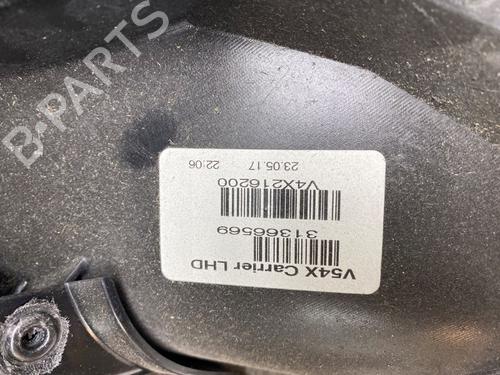 V54X Carrier LHD
31366569
V4X216200
23.05.17 22:06
B-PARTS